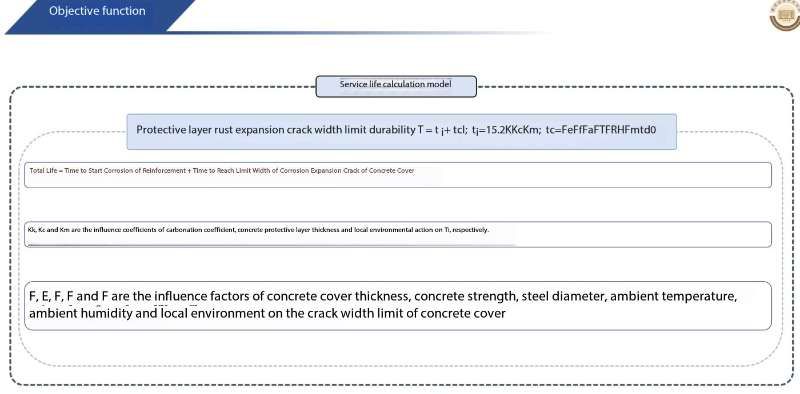 Objective function
Service life calculation model
Protective layer rust expansion crack width limit durability T = t i+ tcl; ti=15.2KKcKm; tc=FeFfFaFTFRHFmtd0
Total Life = Time to Start Corrosion of Reinforcement + Time to Reach Limit Width of Corrosion Expansion Crack of Concrete Cover
Kk, Kc and Km are the influence coefficients of carbonation coefficient, concrete protective layer thickness and local environmental action on Ti, respectively.
F, E, F, F and F are the influence factors of concrete cover thickness, concrete strength, steel diameter, ambient temperature,
ambient humidity and local environment on the crack width limit of concrete cover